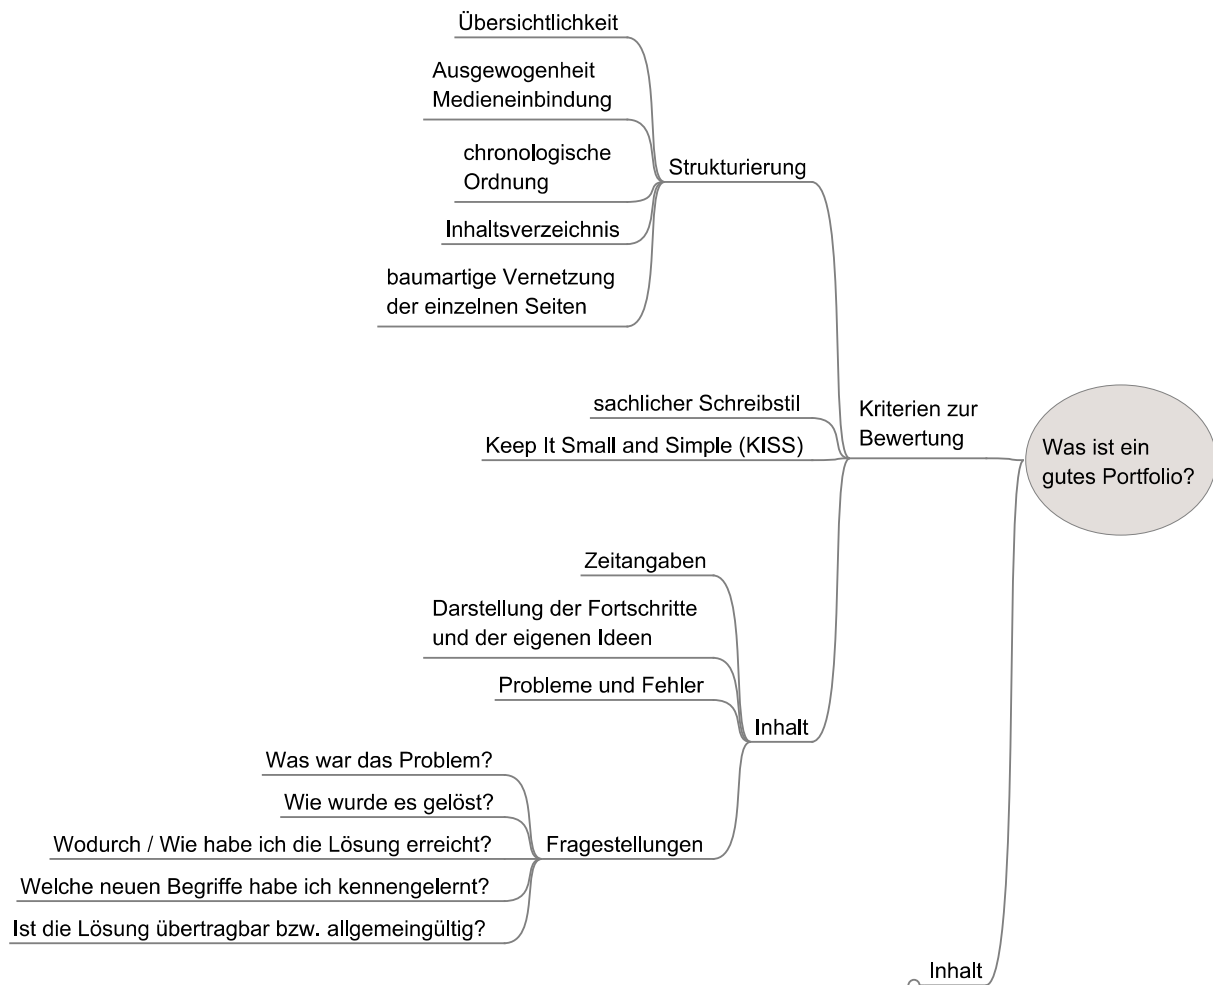 Übersichtlichkeit
Ausgewogenheit
Medieneinbindung
chronologische
Ordnung
Inhaltsverzeichnis
baumartige Vernetzung
der einzelnen Seiten
Strukturierung
sachlicher Schreibstil
Keep It Small and Simple (KISS)
Kriterien zur
Bewertung
Was ist ein
gutes Portfolio?
Zeitangaben
Darstellung der Fortschritte
und der eigenen Ideen
Probleme und Fehler
Inhalt
Was war das Problem?
Wie wurde es gelöst?
Wodurch / Wie habe ich die Lösung erreicht?
Welche neuen Begriffe habe ich kennengelernt?
Ist die Lösung übertragbar bzw. allgemeingültig?
Fragestellungen
Inhalt